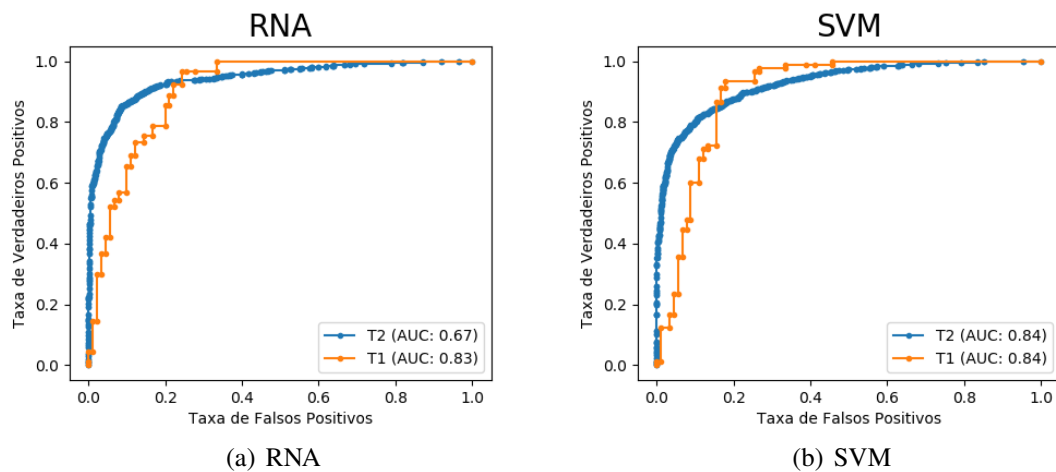 RNA
1.0
0.8
0.6
0.4
0.2
0.0
Taxa de Verdadeiros Positivos
T2 (AUC: 0.67)
T1 (AUC: 0.83)
0.0 0.2 0.4 0.6 0.8 1.0
Taxa de Falsos Positivos
(a) RNA
SVM
1.0
0.8
0.6
0.4
0.2
0.0
Taxa de Verdadeiros Positivos
T2 (AUC: 0.84)
T1 (AUC: 0.84)
0.0 0.2 0.4 0.6 0.8 1.0
Taxa de Falsos Positivos
(b) SVM